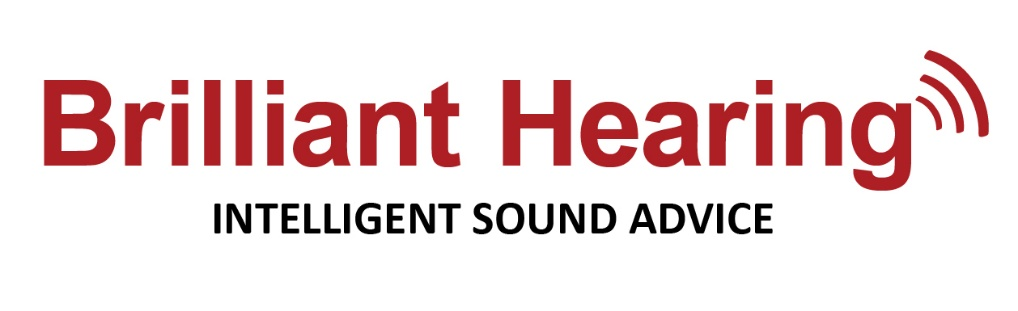 Brilliant Hearing
INTELLIGENT SOUND ADVICE